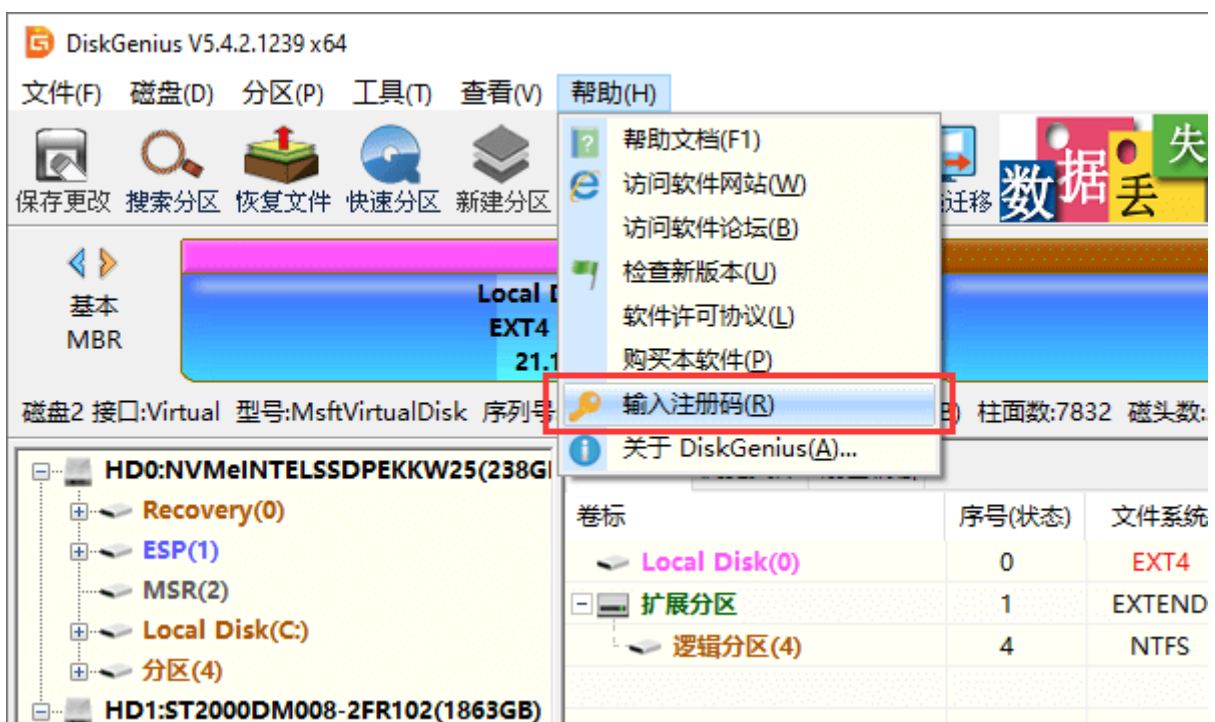 DiskGenius V5.4.2.1239 x64
文件(F) 磁盘(D) 分区(P) 工具(T) 查看(V) 帮助(H)
保存更改 搜索分区 恢复文件 快速分区 新建分区
迁移
数据丢失
帮助文档(F1)
访问软件网站(W)
访问软件论坛(B)
检查新版本(U)
软件许可协议(L)
购买本软件(P)
输入注册码(R)
关于 DiskGenius(A)...
基本
MBR
Local
EXT4
21.1
磁盘2 接口:Virtual 型号:MsftVirtualDisk 序列号 柱面数:7832 磁头数:
HD0:NVMeINTELSSDPEKKW25(238GB
Recovery(0)
ESP(1)
MSR(2)
Local Disk(C:)
分区(4)
HD1:ST2000DM008-2FR102(1863GB)
卷标 序号(状态) 文件系统
Local Disk(0) 0 EXT4
扩展分区 1 EXTEND
逻辑分区(4) 4 NTFS